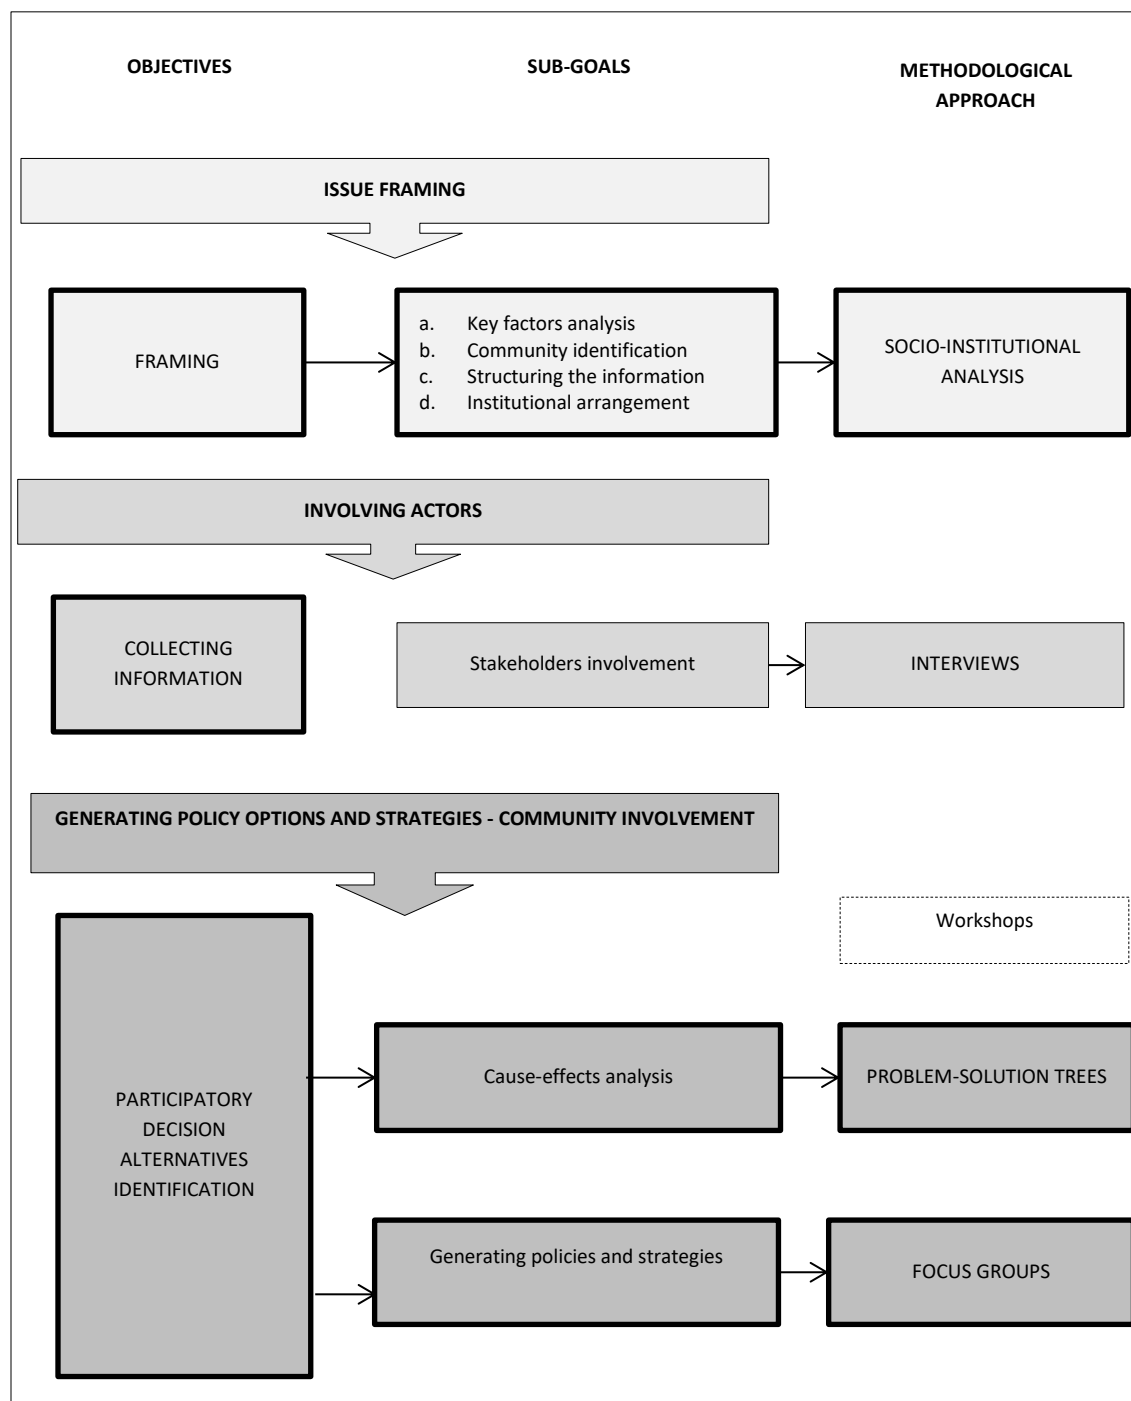 OBJECTIVES
SUB-GOALS
METHODOLOGICAL
APPROACH
ISSUE FRAMING
FRAMING
a. Key factors analysis
b. Community identification
c. Structuring the information
d. Institutional arrangement
SOCIO-INSTITUTIONAL
ANALYSIS
INVOLVING ACTORS
COLLECTING
INFORMATION
Stakeholders involvement
INTERVIEWS
GENERATING POLICY OPTIONS AND STRATEGIES - COMMUNITY INVOLVEMENT
Workshops
PARTICIPATORY
DECISION
ALTERNATIVES
IDENTIFICATION
Cause-effects analysis
PROBLEM-SOLUTION TREES
Generating policies and strategies
FOCUS GROUPS